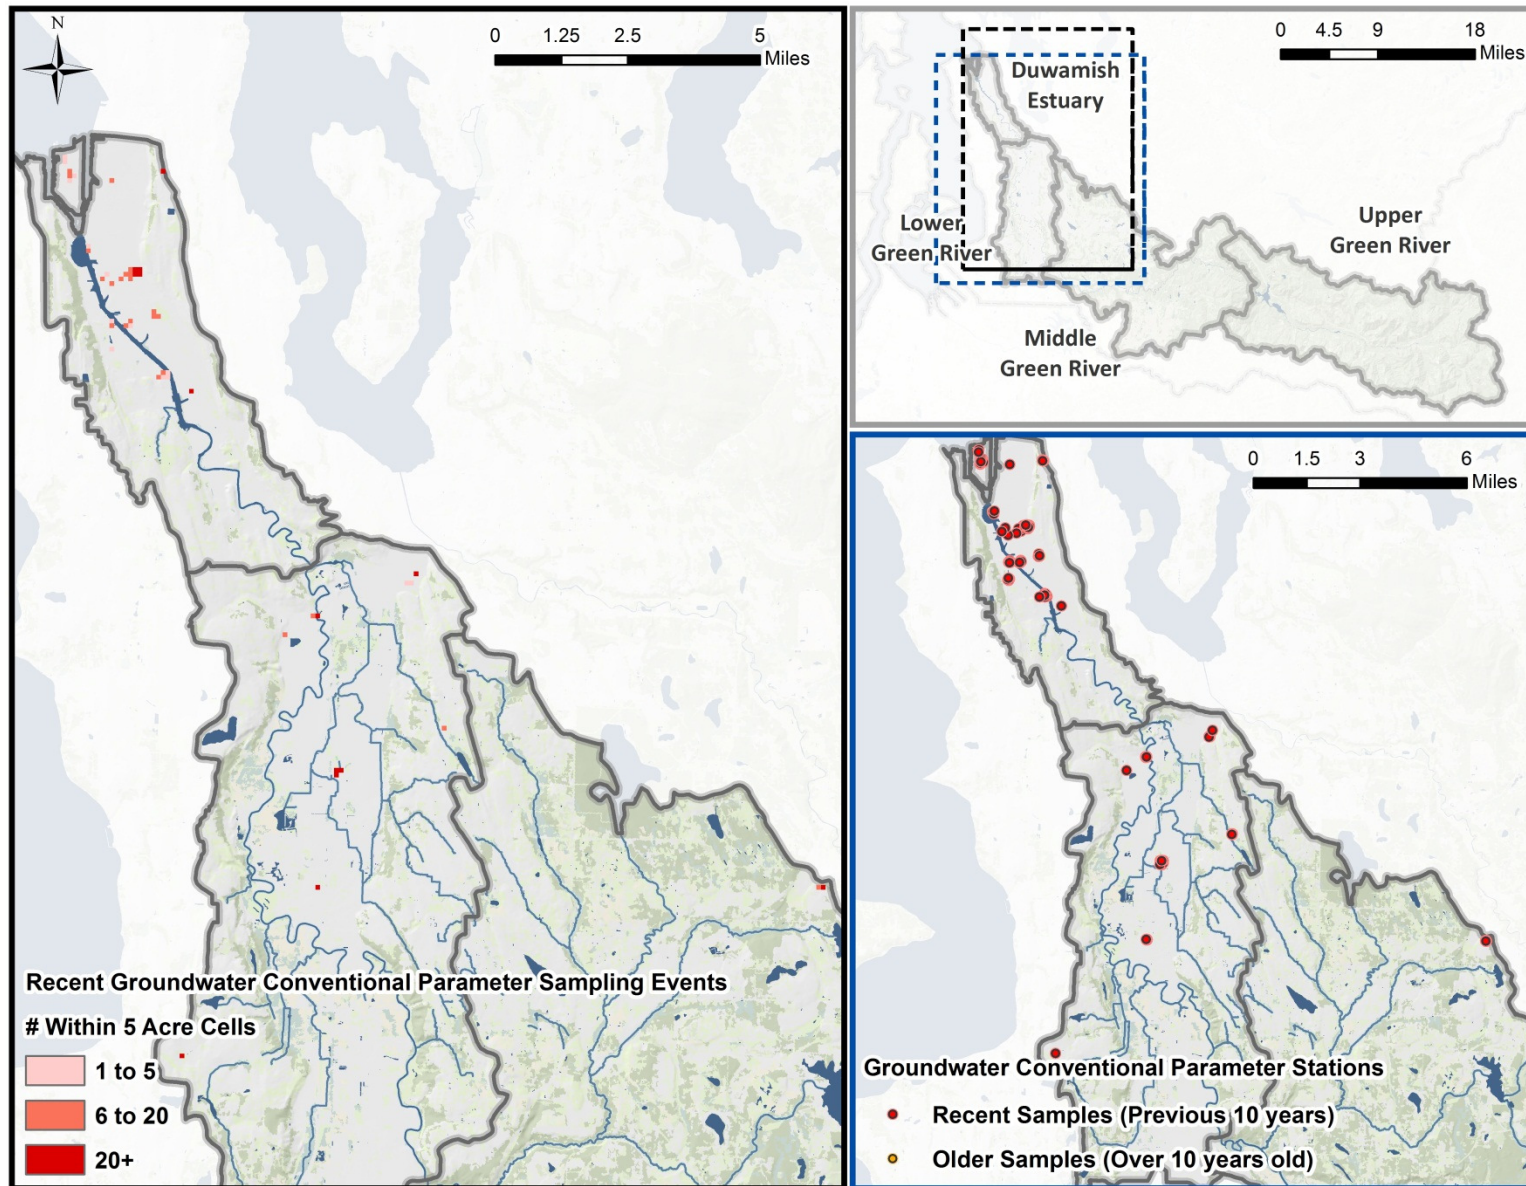 N
0 1.25 2.5 5
Miles
Recent Groundwater Conventional Parameter Sampling Events
# Within 5 Acre Cells
1 to 5
6 to 20
20+
0 4.5 9 18
Miles
Duwamish
Estuary
Lower
Green River
Upper
Green River
Middle
Green River
0 1.5 3 6
Miles
Groundwater Conventional Parameter Stations
Recent Samples (Previous 10 years)
Older Samples (Over 10 years old)